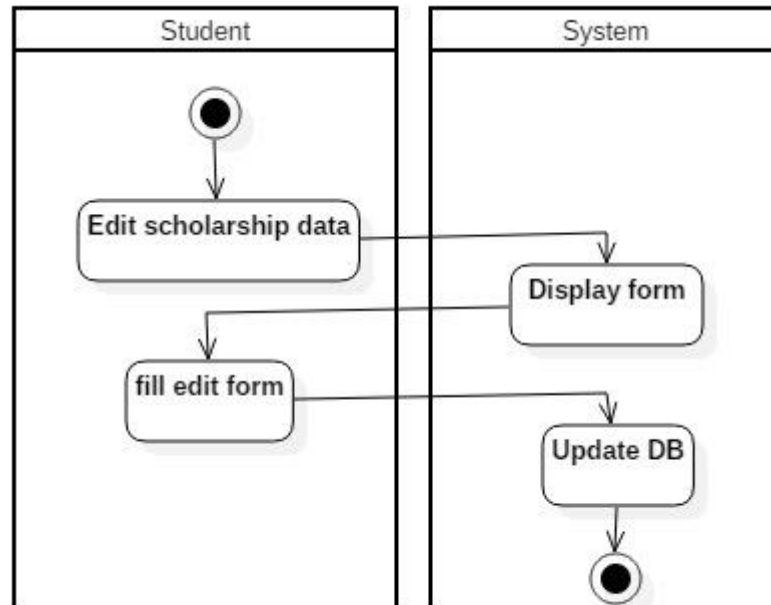 Student
System
Edit scholarship data
Display form
fill edit form
Update DB